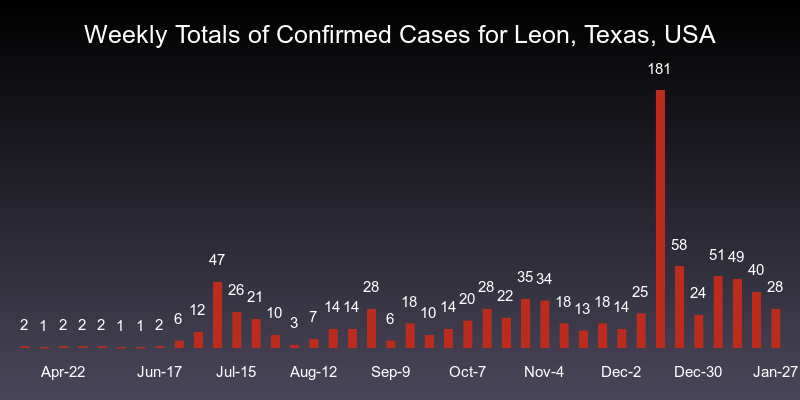 Weekly Totals of Confirmed Cases for Leon, Texas, USA
181
58
51 49
47
40
35 34
28 28 28
26 25 24
21 20 22
18 18 18
12 10 14 14 10 14 13 14
2 1 2 2 2 1 1 2 6 3 7 6
Apr-22 Jun-17 Jul-15 Aug-12 Sep-9 Oct-7 Nov-4 Dec-2 Dec-30 Jan-27